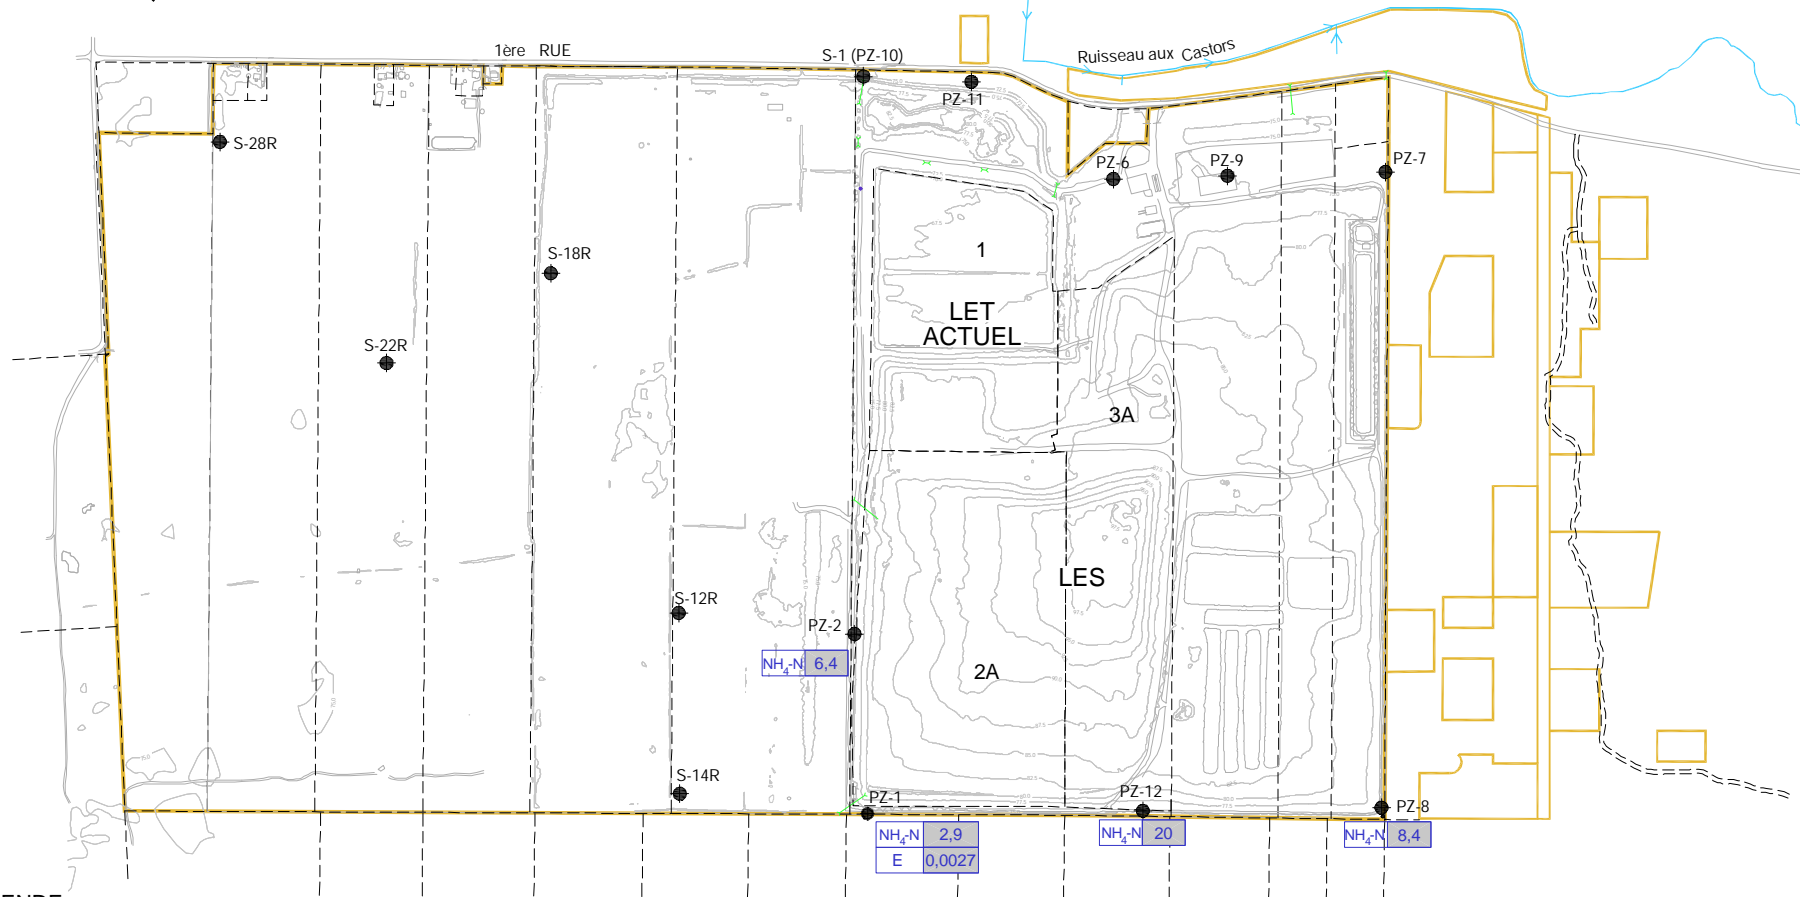 1ère RUE
S-1 (PZ-10)
Ruisseau aux Castors
PZ-11
S-28R
PZ-6
PZ-9
PZ-7
S-18R
1
LET
ACTUEL
S-22R
3A
LES
S-12R
PZ-2
NH4-N 6,4
2A
S-14R
PZ-1
PZ-12
PZ-8
NH4-N 2,9
E 0,0027
NH4-N 20
NH4-N 8,4